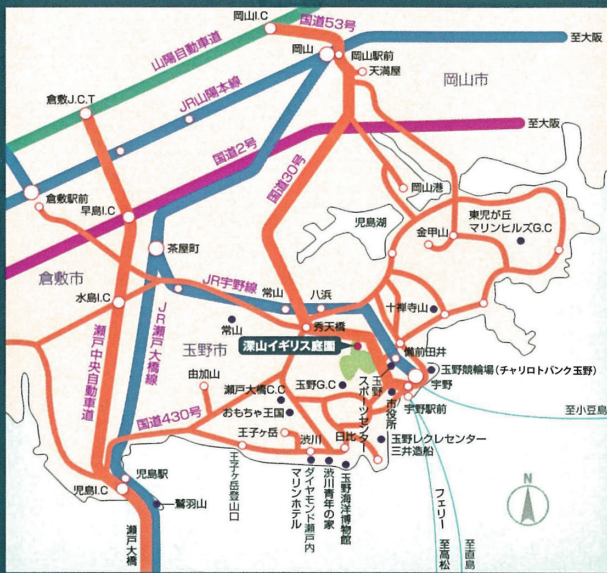 岡山I.C
国道53号
至大阪
岡山
岡山駅前
天満屋
岡山市
山陽自動車道
倉敷J.C.T
JR山陽本線
国道2号
至大阪
国道30号
倉敷駅前
早島I.C
岡山港
児島湖
金甲山
東児が丘
マリンヒルズG.C
茶屋町
倉敷市
JR宇野線
水島I.C
常山
八浜
十禅寺山
常山
秀天橋
瀬戸中央自動車道
JR瀬戸大橋線
玉野市
深山イギリス庭園
備前田井
玉野競輪場(チャリロトバンク玉野)
由加山
瀬戸大橋C.C
玉野G.C
玉野
スポーツセンター
市役所
宇野
宇野駅前
至小豆島
国道430号
おもちゃ王国
王子ヶ岳
渋川
日比
玉野レクレセンター
三井造船
児島駅
児島I.C
鷲羽山
王子ヶ岳登山口
ダイヤモンド瀬戸内
マリンホテル
渋川青年の家
玉野海洋博物館
瀬戸大橋
フェリー
至高松
至直島
N